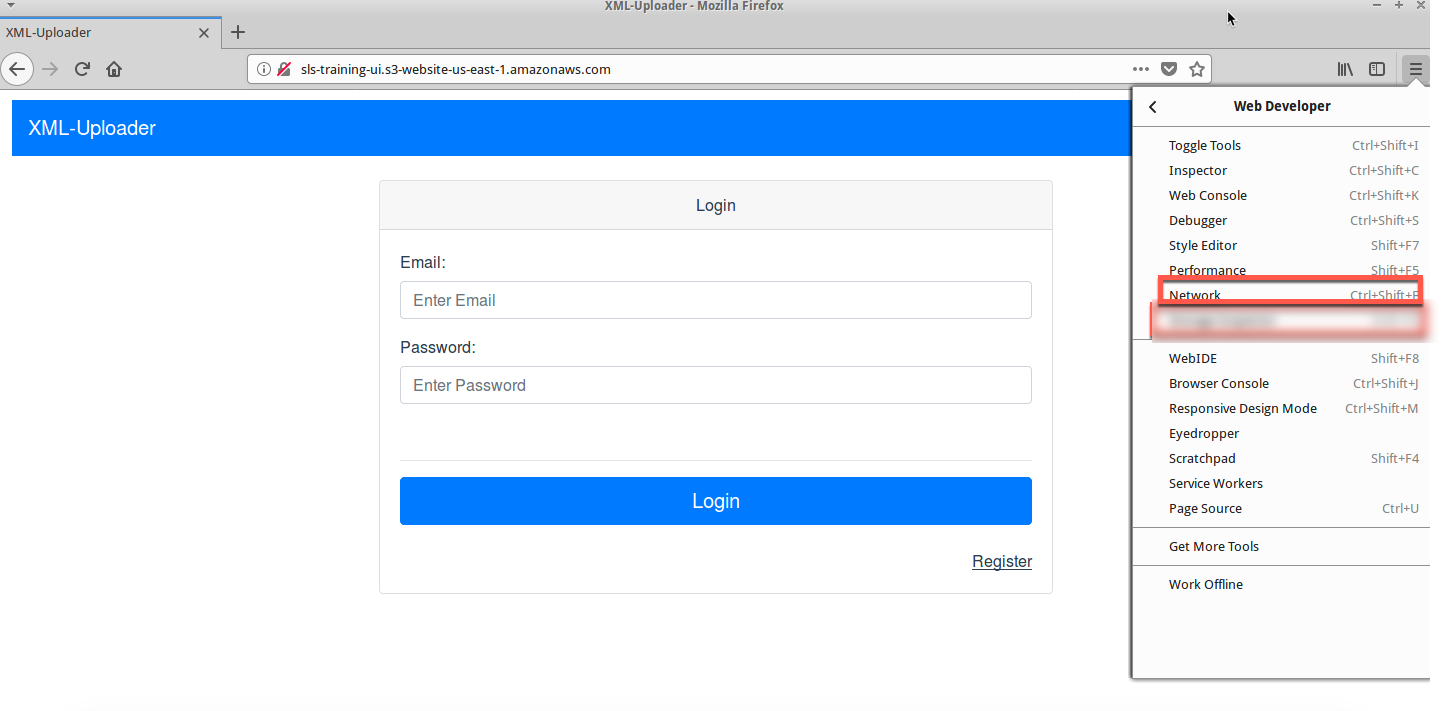 XML-Uploader - Mozilla Firefox
XML-Uploader
sls-training-ui.s3-website-us-east-1.amazonaws.com
XML-Uploader
Login
Email:
Enter Email
Password:
Enter Password
Login
Register
Web Developer
Toggle Tools Ctrl+Shift+I
Inspector Ctrl+Shift+C
Web Console Ctrl+Shift+K
Debugger Ctrl+Shift+S
Style Editor Shift+F7
Performance Shift+F5
Network Ctrl+Shift+E
WebIDE Shift+F8
Browser Console Ctrl+Shift+J
Responsive Design Mode Ctrl+Shift+M
Eyedropper
Scratchpad Shift+F4
Service Workers
Page Source Ctrl+U
Get More Tools
Work Offline